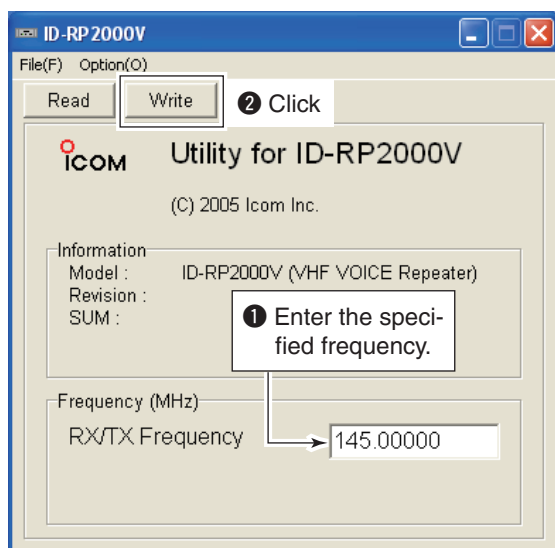 ID-RP2000V
File(F) Option(O)
Read Write ❷ Click
ICOM Utility for ID-RP2000V
(C) 2005 Icom Inc.
Information
Model : ID-RP2000V (VHF VOICE Repeater)
Revision :
SUM :
❶ Enter the speci-
fied frequency.
Frequency (MHz)
RX/TX Frequency 145.00000